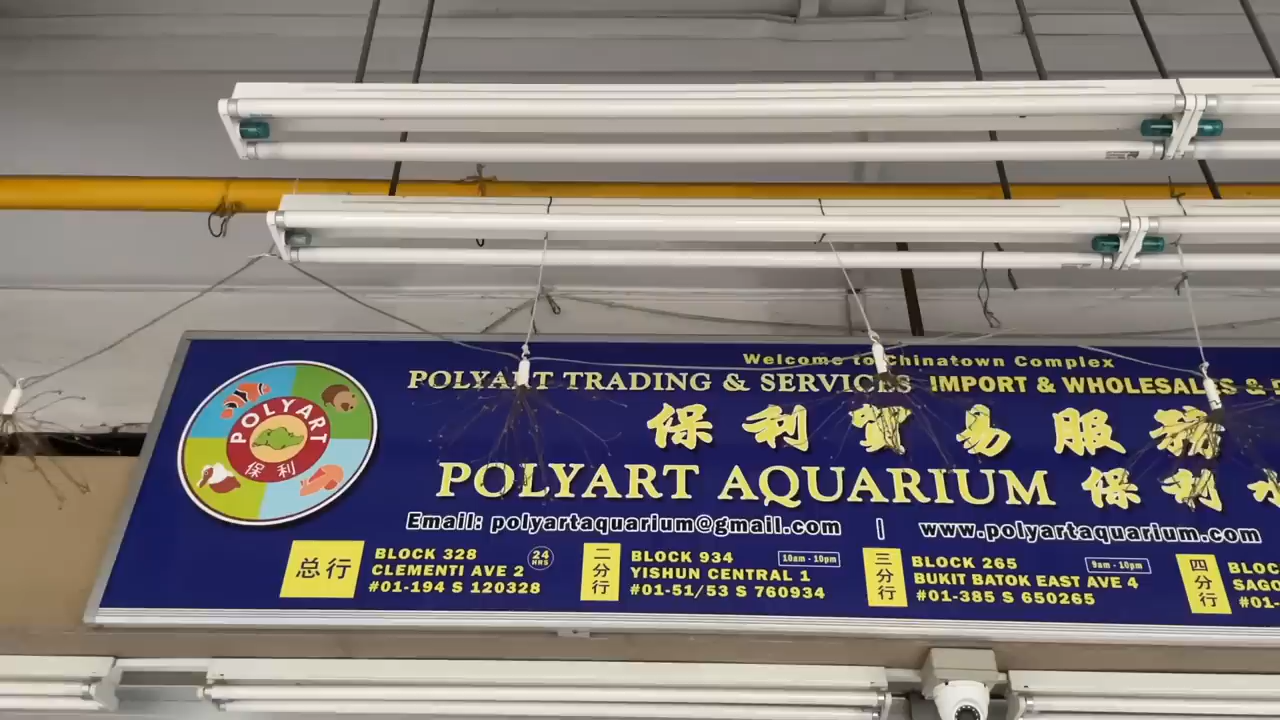 Welcome to Chinatown Complex
POLYART TRADING & SERVICES IMPORT & WHOLESALES &
保利貿易服務
POLYART AQUARIUM 保利
POLYART
保利
Email: polyartaquarium@gmail.com | www.polyartaquarium.com
总行
BLOCK 328
CLEMENTI AVE 2
#01-194 S 120328
24 HRS
二分行
BLOCK 934
YISHUN CENTRAL 1
#01-51/53 S 760934
10am - 10pm
三分行
BLOCK 265
BUKIT BATOK EAST AVE 4
#01-385 S 650265
9am - 10pm
四分行
BLOC
SAGO
#01-